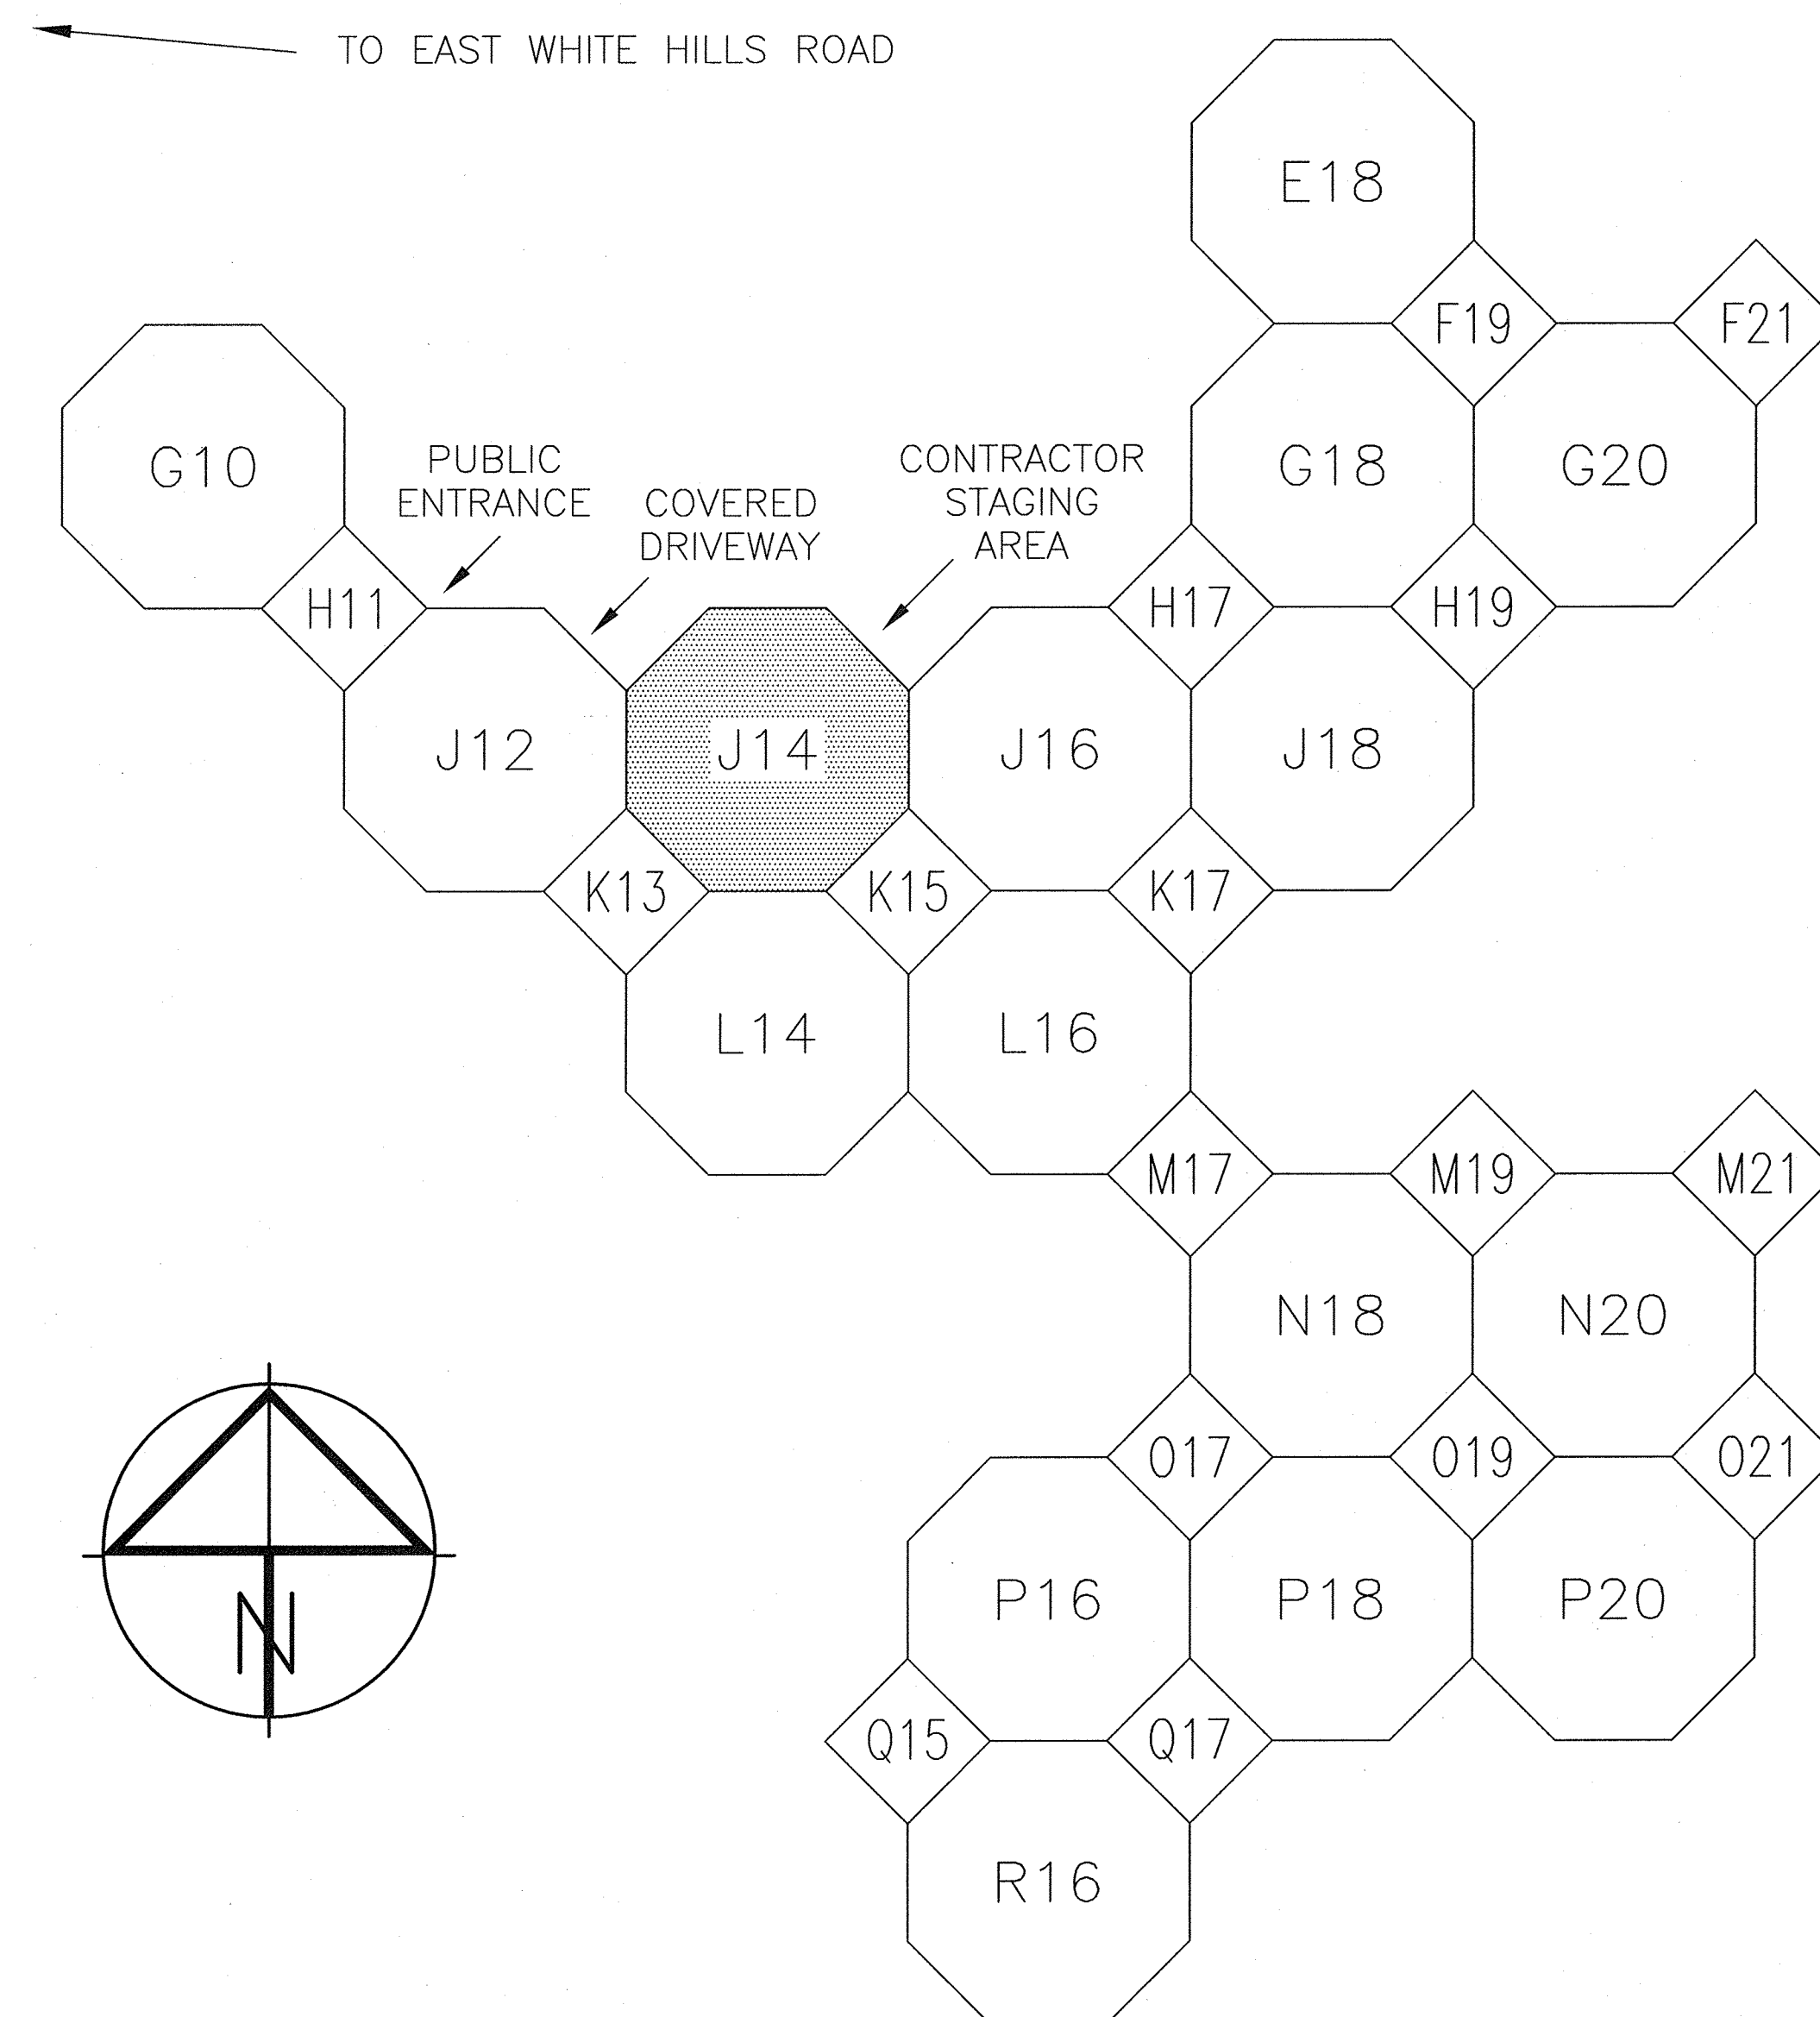 TO EAST WHITE HILLS ROAD
E18
F19
F21
G10
PUBLIC
ENTRANCE
COVERED
DRIVEWAY
CONTRACTOR
STAGING
AREA
G18
G20
H11
H17
H19
J12
J14
J16
J18
K13
K15
K17
L14
L16
M17
M19
M21
N18
N20
O17
O19
O21
P16
P18
P20
N
Q15
Q17
R16